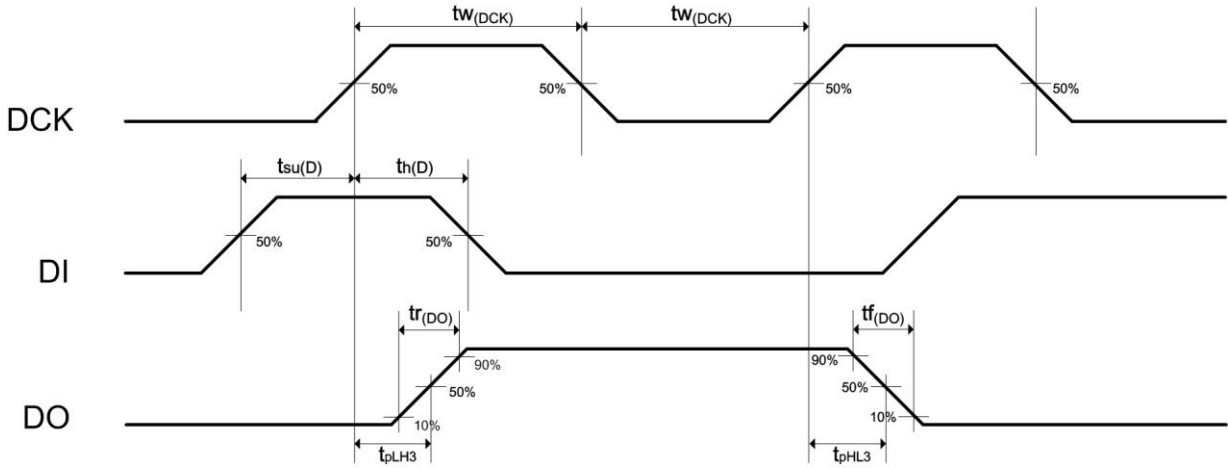 tw(DCK) tw(DCK)
50% 50% 50% 50%
DCK
tsu(D) th(D)
50% 50%
DI
tr(DO) tf(DO)
90% 90%
50% 50%
10% 10%
DO
tpLH3 tpHL3